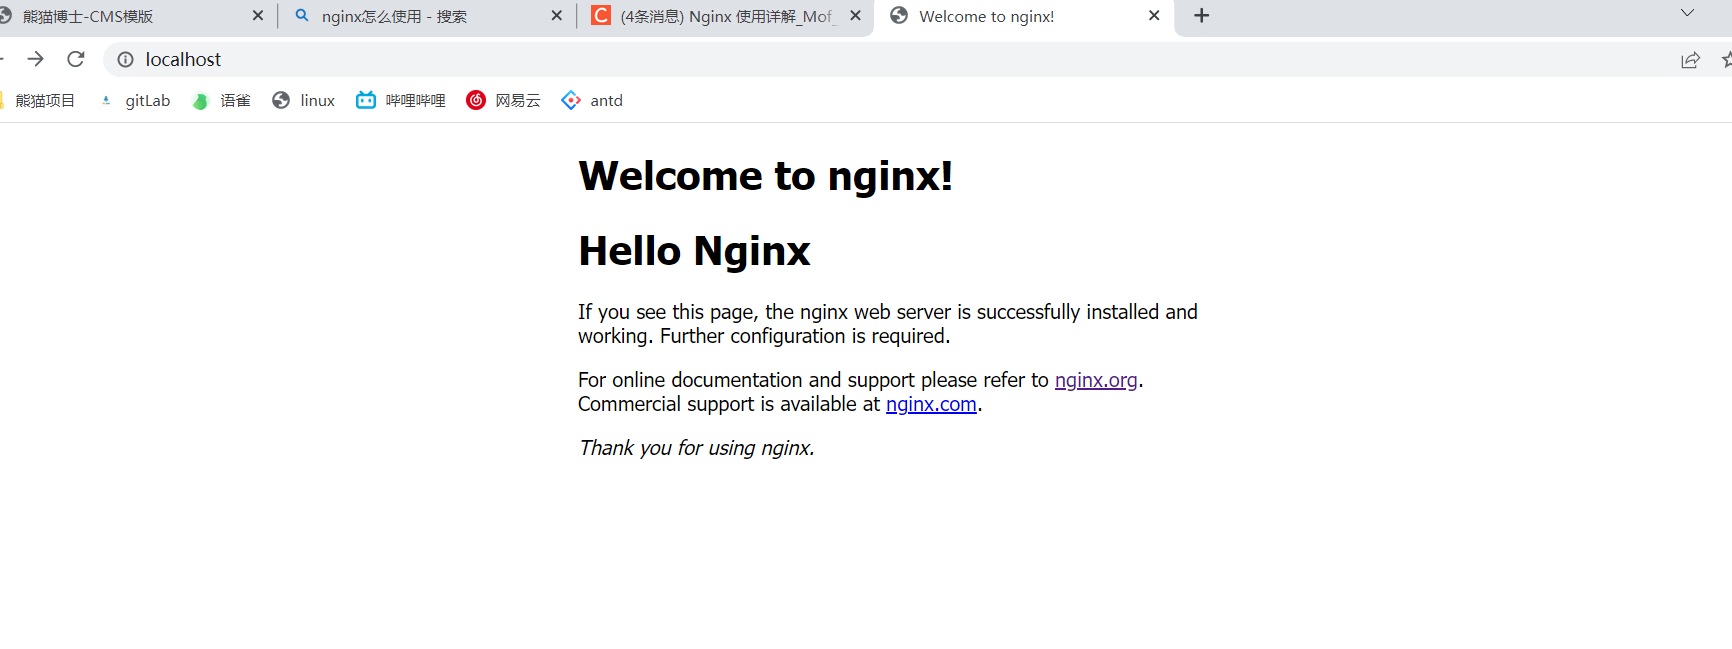 熊猫博士-CMS模版
nginx怎么使用 - 搜索
(4条消息) Nginx 使用详解_Mof_
Welcome to nginx!
localhost
熊猫项目
gitLab
语雀
linux
哔哩哔哩
网易云
antd
Welcome to nginx!
Hello Nginx
If you see this page, the nginx web server is successfully installed and
working. Further configuration is required.
For online documentation and support please refer to nginx.org.
Commercial support is available at nginx.com.
Thank you for using nginx.